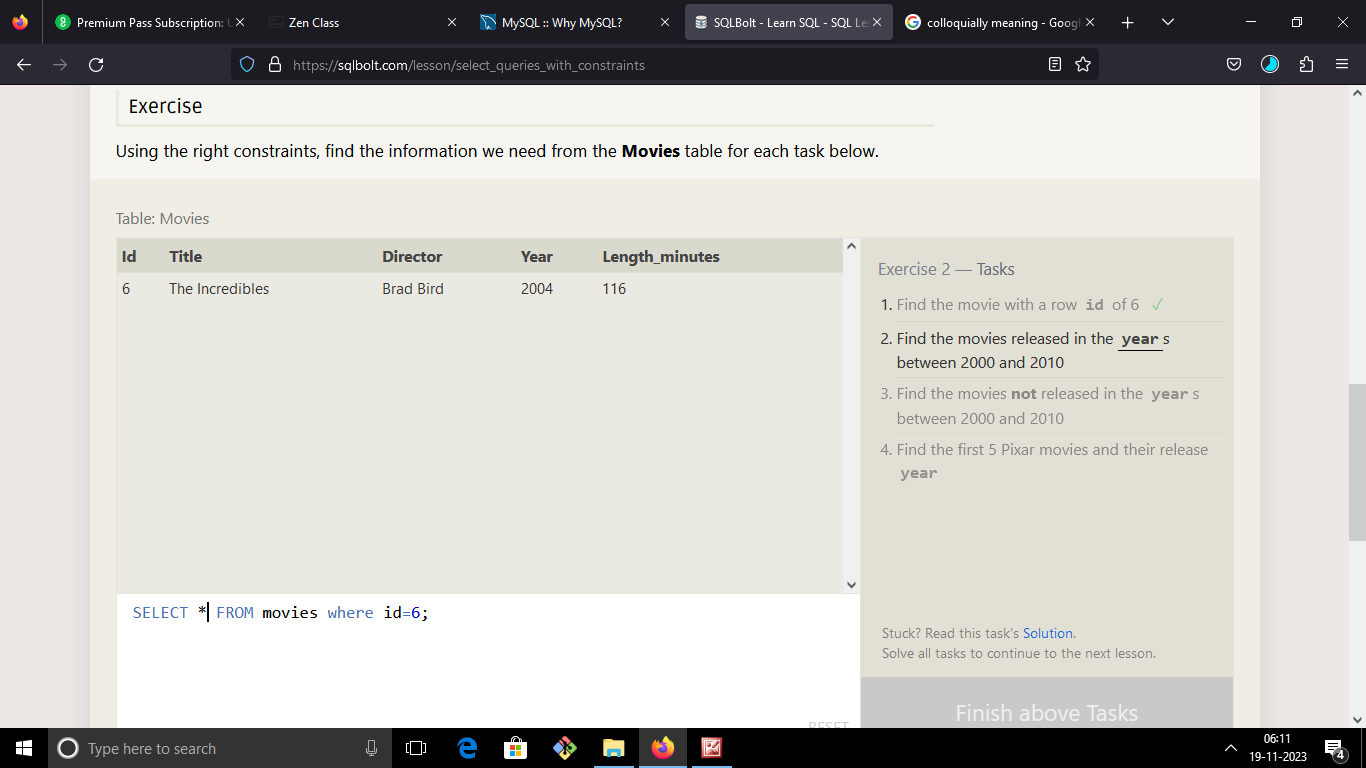 Premium Pass Subscription: U
Zen Class
MySQL :: Why MySQL?
SQLBolt - Learn SQL - SQL Le
colloquially meaning - Googl
https://sqlbolt.com/lesson/select_queries_with_constraints
Exercise
Using the right constraints, find the information we need from the Movies table for each task below.
Table: Movies
Id Title Director Year Length_minutes
6 The Incredibles Brad Bird 2004 116
Exercise 2 — Tasks
1. Find the movie with a row id of 6 ✓
2. Find the movies released in the year s
between 2000 and 2010
3. Find the movies not released in the year s
between 2000 and 2010
4. Find the first 5 Pixar movies and their release
year
Stuck? Read this task's Solution.
Solve all tasks to continue to the next lesson.
Finish above Tasks
SELECT * FROM movies where id=6;
RESET
Type here to search
06:11
19-11-2023
4